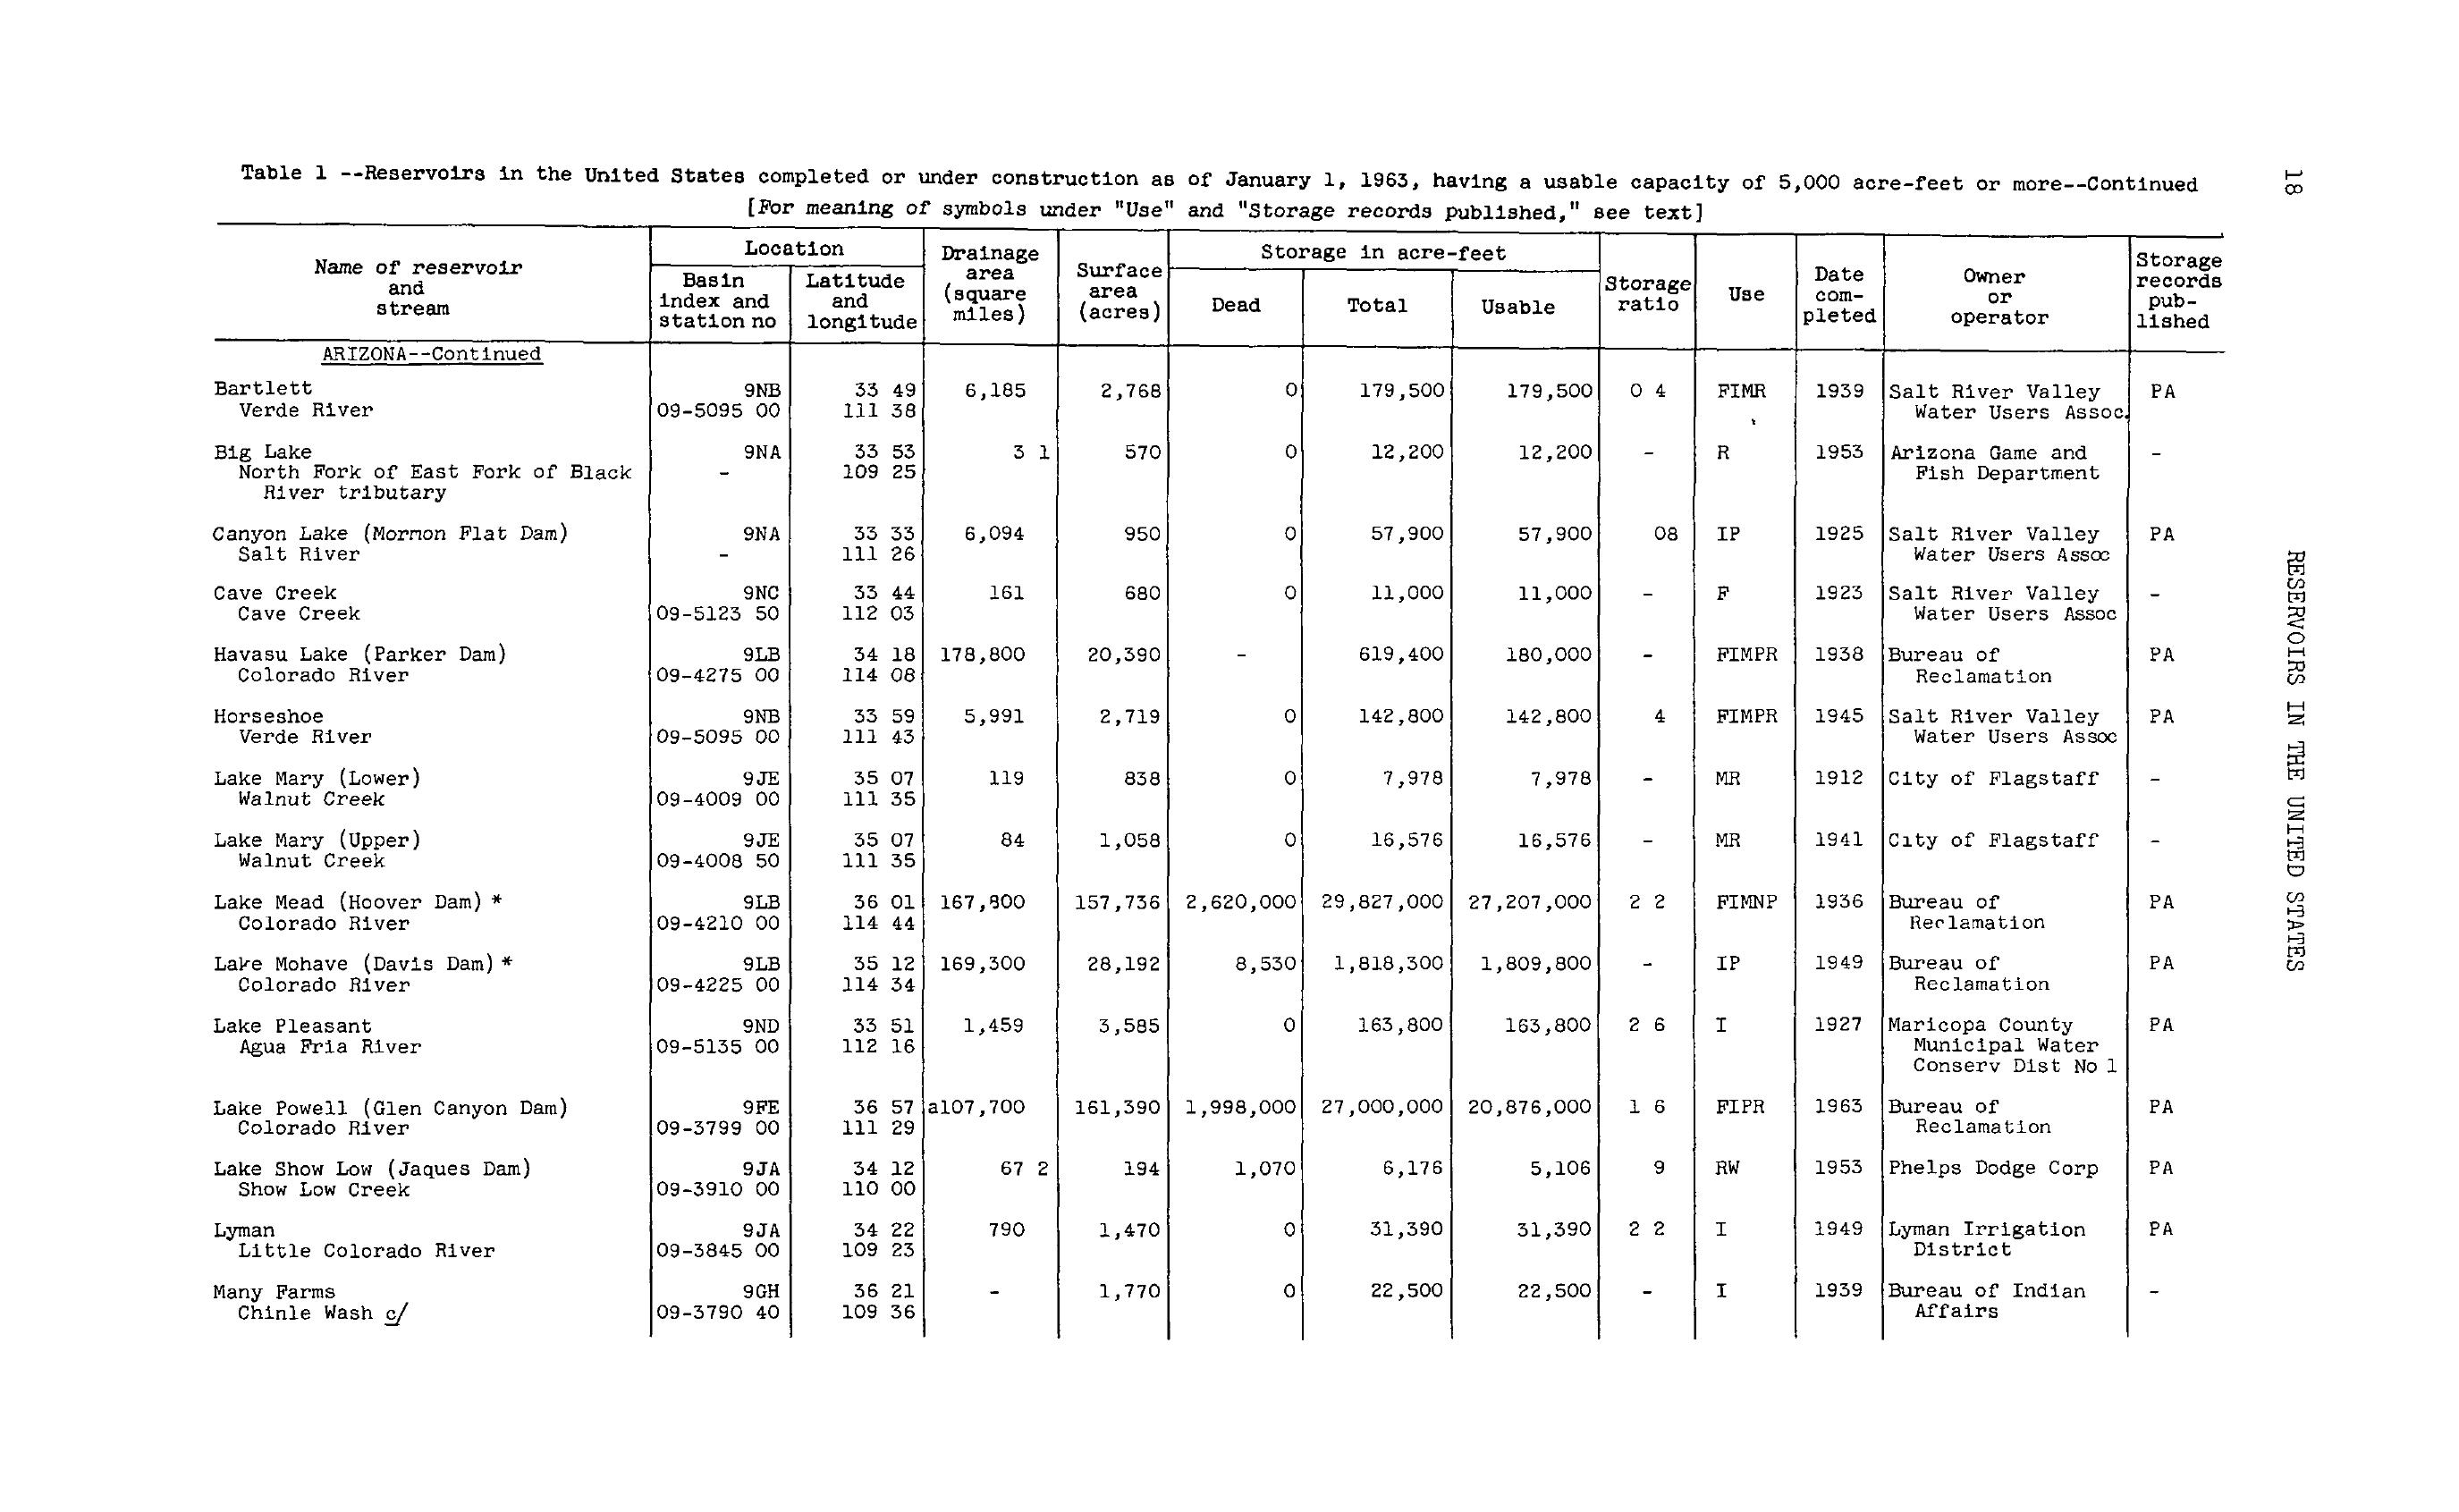 Table 1 --Reservoirs in the United States completed or under construction as of January 1, 1963, having a usable capacity of 5,000 acre-feet or more--Continued
[For meaning of symbols under "Use" and "Storage records published," see text]
Name of reservoir and stream | Location | Drainage area (square miles) | Surface area (acres) | Storage in acre-feet | Storage ratio | Use | Date com-pleted | Owner or operator | Storage records pub-lished
Basin index and station no | Latitude and longitude | Dead | Total | Usable
ARIZONA--Continued
Bartlett 9NB 33 49 6,185 2,768 0 179,500 179,500 0 4 FIMR 1939 Salt River Valley PA
Verde River 09-5095 00 111 38 Water Users Assoc.
Big Lake 9NA 33 53 3 1 570 0 12,200 12,200 - R 1953 Arizona Game and -
North Fork of East Fork of Black - 109 25 Fish Department
River tributary
Canyon Lake (Mormon Flat Dam) 9NA 33 33 6,094 950 0 57,900 57,900 08 IP 1925 Salt River Valley PA
Salt River - 111 26 Water Users Assoc
Cave Creek 9NC 33 44 161 680 0 11,000 11,000 - F 1923 Salt River Valley -
Cave Creek 09-5123 50 112 03 Water Users Assoc
Havasu Lake (Parker Dam) 9LB 34 18 178,800 20,390 - 619,400 180,000 - FIMPR 1938 Bureau of PA
Colorado River 09-4275 00 114 08 Reclamation
Horseshoe 9NB 33 59 5,991 2,719 0 142,800 142,800 4 FIMPR 1945 Salt River Valley PA
Verde River 09-5095 00 111 43 Water Users Assoc
Lake Mary (Lower) 9JE 35 07 119 838 0 7,978 7,978 - MR 1912 City of Flagstaff -
Walnut Creek 09-4009 00 111 35
Lake Mary (Upper) 9JE 35 07 84 1,058 0 16,576 16,576 - MR 1941 City of Flagstaff -
Walnut Creek 09-4008 50 111 35
Lake Mead (Hoover Dam) * 9LB 36 01 167,800 157,736 2,620,000 29,827,000 27,207,000 2 2 FIMNP 1936 Bureau of PA
Colorado River 09-4210 00 114 44 Reclamation
Lake Mohave (Davis Dam) * 9LB 35 12 169,300 28,192 8,530 1,818,300 1,809,800 - IP 1949 Bureau of PA
Colorado River 09-4225 00 114 34 Reclamation
Lake Pleasant 9ND 33 51 1,459 3,585 0 163,800 163,800 2 6 I 1927 Maricopa County PA
Agua Fria River 09-5135 00 112 16 Municipal Water
Conserv Dist No 1
Lake Powell (Glen Canyon Dam) 9FE 36 57 a107,700 161,390 1,998,000 27,000,000 20,876,000 1 6 FIPR 1963 Bureau of PA
Colorado River 09-3799 00 111 29 Reclamation
Lake Show Low (Jaques Dam) 9JA 34 12 67 2 194 1,070 6,176 5,106 9 RW 1953 Phelps Dodge Corp PA
Show Low Creek 09-3910 00 110 00
Lyman 9JA 34 22 790 1,470 0 31,390 31,390 2 2 I 1949 Lyman Irrigation PA
Little Colorado River 09-3845 00 109 23 District
Many Farms 9GH 36 21 - 1,770 0 22,500 22,500 - I 1939 Bureau of Indian -
Chinle Wash c/ 09-3790 40 109 36 Affairs
18
RESERVOIRS IN THE UNITED STATES